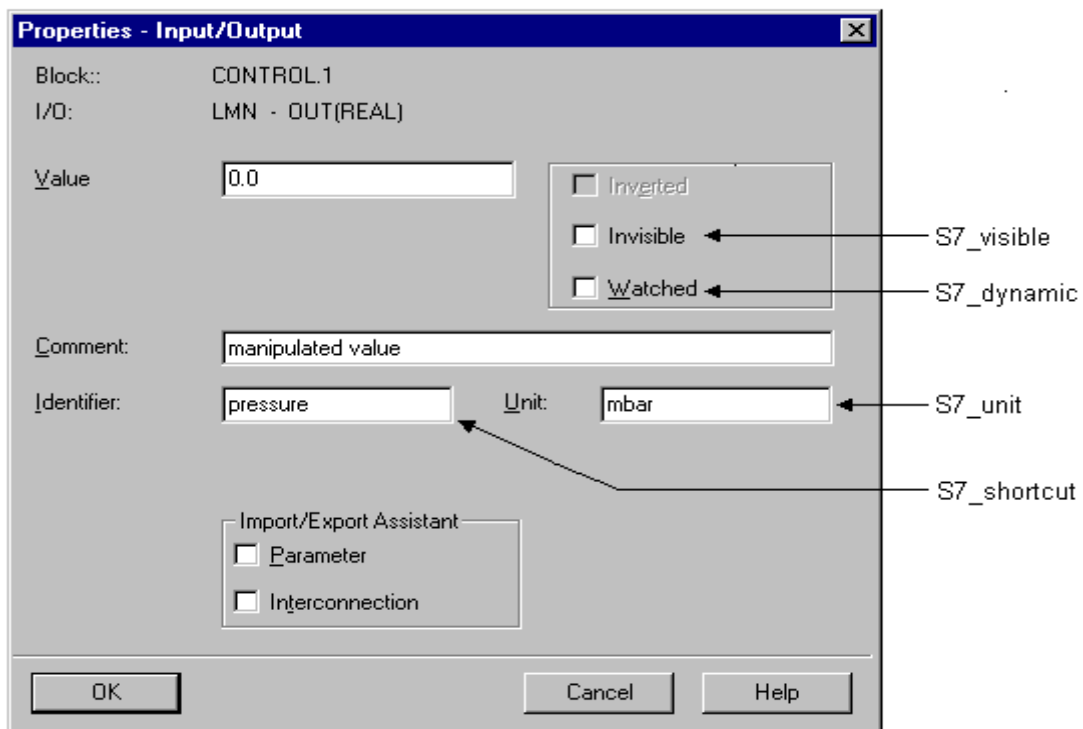 Properties - Input/Output
Block:: CONTROL.1
I/O: LMN - OUT(REAL)
Value 0.0
Inverted
Invisible S7_visible
Watched S7_dynamic
Comment: manipulated value
Identifier: pressure Unit: mbar S7_unit
S7_shortcut
Import/Export Assistant
Parameter
Interconnection
OK Cancel Help